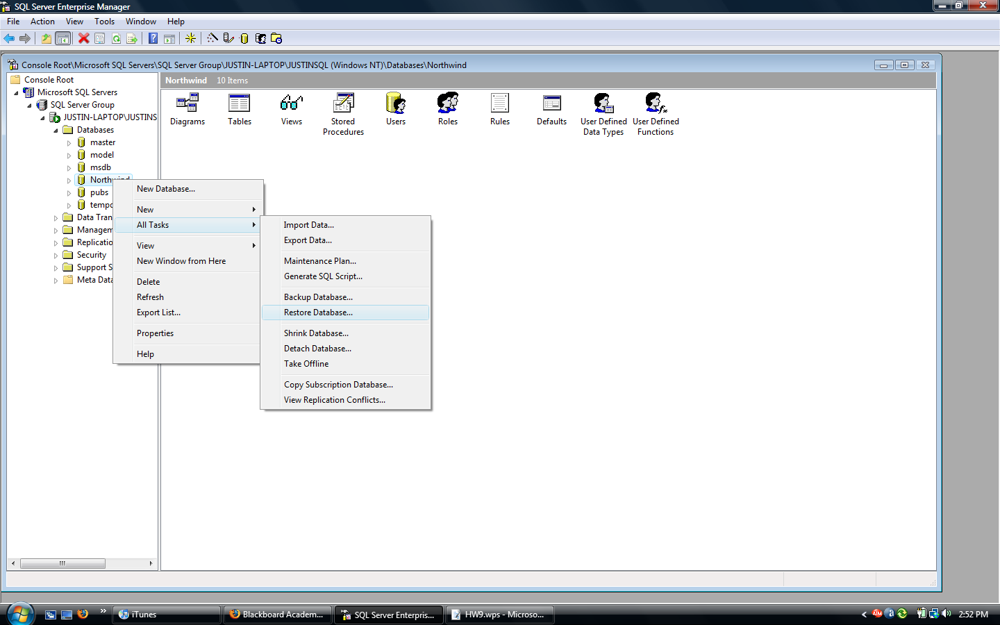 SQL Server Enterprise Manager
File Action View Tools Window Help
Console Root\Microsoft SQL Servers\SQL Server Group\JUSTIN-LAPTOP\JUSTINSQL (Windows NT)\Databases\Northwind
Console Root
Microsoft SQL Servers
SQL Server Group
JUSTIN-LAPTOP\JUSTINS
Databases
master
model
msdb
Northwind
pubs
tempd
Data Tran
Managem
Replicatio
Security
Support S
Meta Data
Northwind 10 Items
Diagrams
Tables
Views
Stored
Procedures
Users
Roles
Rules
Defaults
User Defined
Data Types
User Defined
Functions
New Database...
New
All Tasks
View
New Window from Here
Delete
Refresh
Export List...
Properties
Help
Import Data...
Export Data...
Maintenance Plan...
Generate SQL Script...
Backup Database...
Restore Database...
Shrink Database...
Detach Database...
Take Offline
Copy Subscription Database...
View Replication Conflicts...
iTunes
Blackboard Academ...
SQL Server Enterpris...
HW9.wps - Microso...
2:52 PM